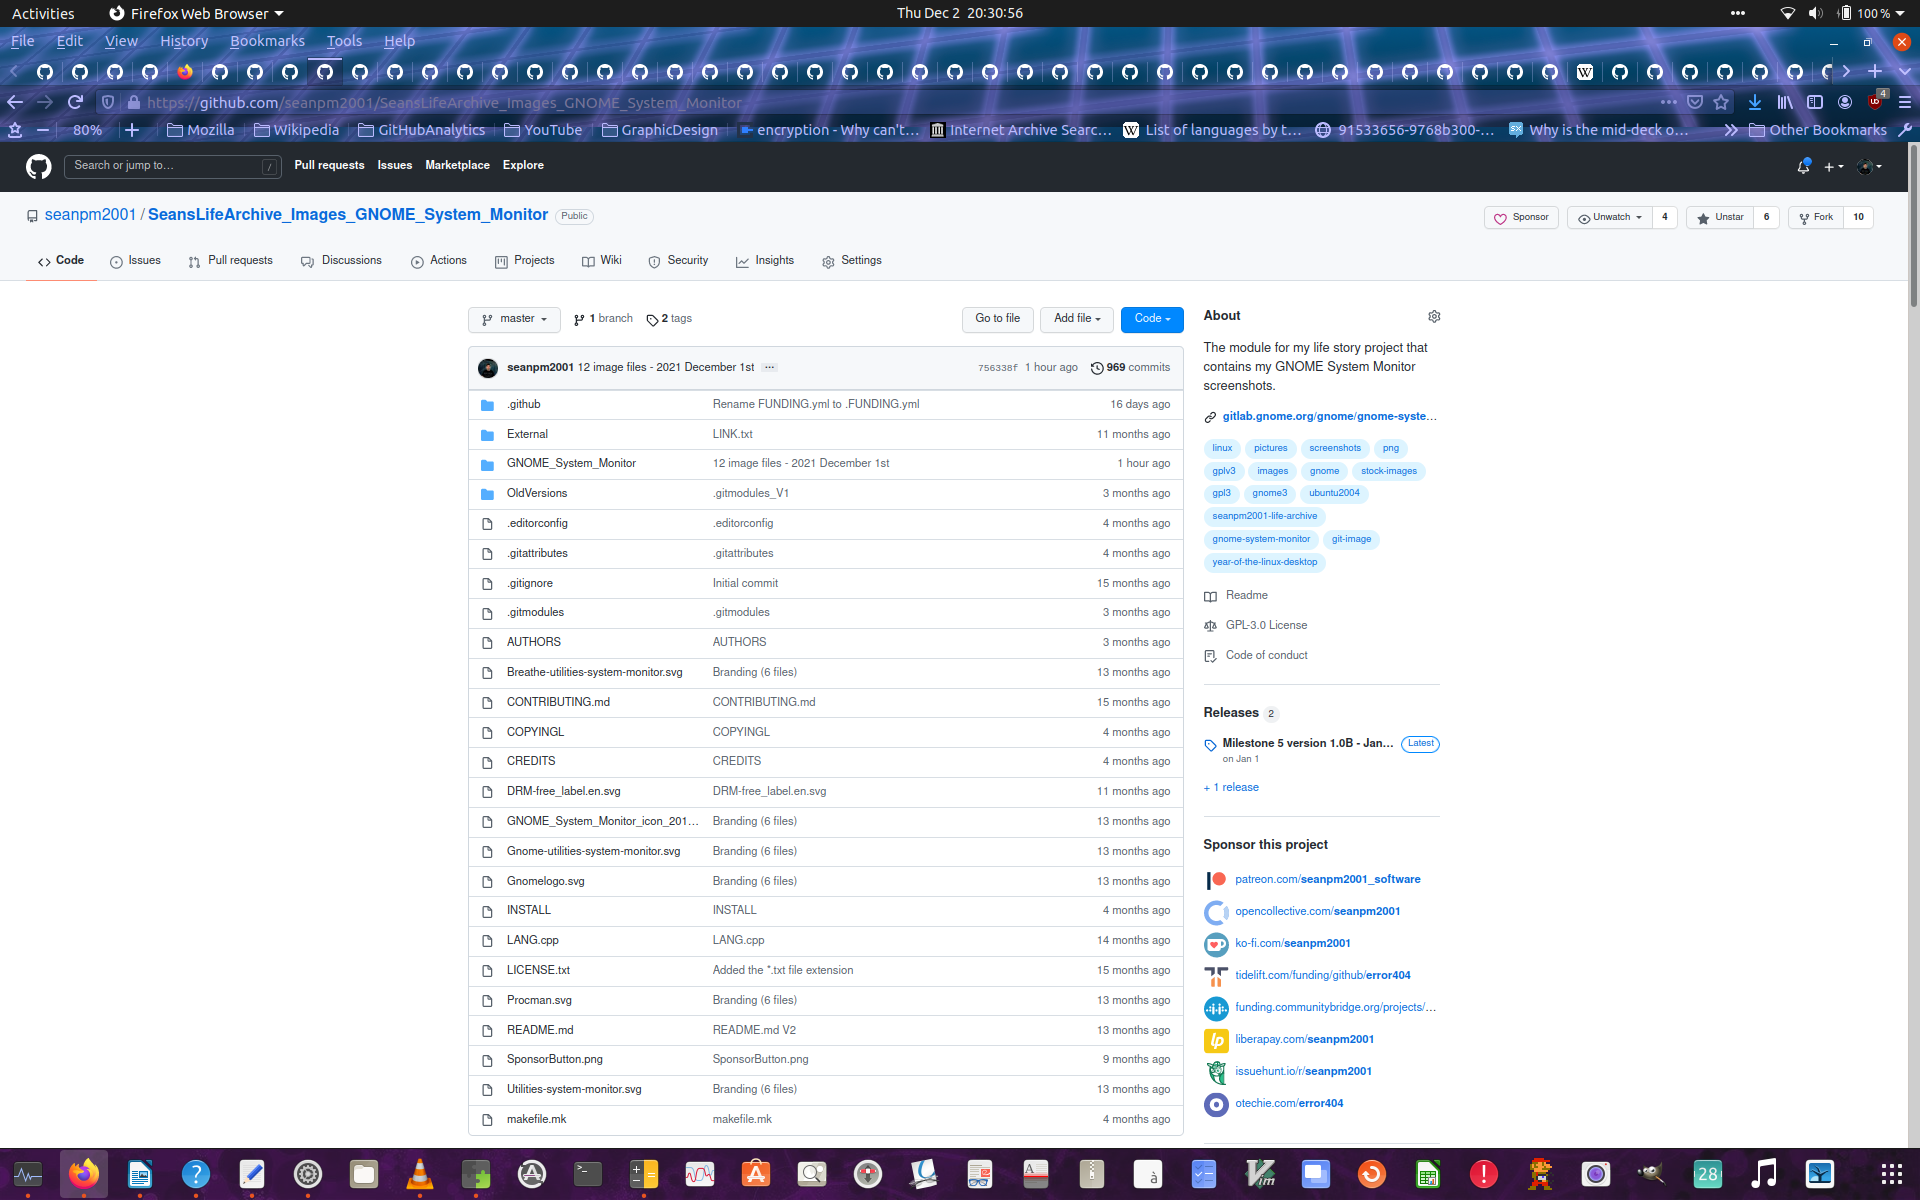 Activities Firefox Web Browser Thu Dec 2 20:30:56 100 %
File Edit View History Bookmarks Tools Help
https://github.com/seanpm2001/SeansLifeArchive_Images_GNOME_System_Monitor 4
80% Mozilla Wikipedia GitHubAnalytics YouTube GraphicDesign encryption - Why can't… Internet Archive Searc… List of languages by t… 91533656-9768b300-… Why is the mid-deck o… Other Bookmarks
Search or jump to… / Pull requests Issues Marketplace Explore
seanpm2001 / SeansLifeArchive_Images_GNOME_System_Monitor Public Sponsor Unwatch 4 Unstar 6 Fork 10
Code Issues Pull requests Discussions Actions Projects Wiki Security Insights Settings
master 1 branch 2 tags Go to file Add file Code
seanpm2001 12 image files - 2021 December 1st ... 756338f 1 hour ago 969 commits
.github Rename FUNDING.yml to .FUNDING.yml 16 days ago
External LINK.txt 11 months ago
GNOME_System_Monitor 12 image files - 2021 December 1st 1 hour ago
OldVersions .gitmodules_V1 3 months ago
.editorconfig .editorconfig 4 months ago
.gitattributes .gitattributes 4 months ago
.gitignore Initial commit 15 months ago
.gitmodules .gitmodules 3 months ago
AUTHORS AUTHORS 3 months ago
Breathe-utilities-system-monitor.svg Branding (6 files) 13 months ago
CONTRIBUTING.md CONTRIBUTING.md 15 months ago
COPYINGL COPYINGL 4 months ago
CREDITS CREDITS 4 months ago
DRM-free_label.en.svg DRM-free_label.en.svg 11 months ago
GNOME_System_Monitor_icon_201… Branding (6 files) 13 months ago
Gnome-utilities-system-monitor.svg Branding (6 files) 13 months ago
Gnomelogo.svg Branding (6 files) 13 months ago
INSTALL INSTALL 4 months ago
LANG.cpp LANG.cpp 14 months ago
LICENSE.txt Added the *.txt file extension 15 months ago
Procman.svg Branding (6 files) 13 months ago
README.md README.md V2 13 months ago
SponsorButton.png SponsorButton.png 9 months ago
Utilities-system-monitor.svg Branding (6 files) 13 months ago
makefile.mk makefile.mk 4 months ago
About
The module for my life story project that
contains my GNOME System Monitor
screenshots.
gitlab.gnome.org/gnome/gnome-syste…
linux pictures screenshots png
gplv3 images gnome stock-images
gpl3 gnome3 ubuntu2004
seanpm2001-life-archive
gnome-system-monitor git-image
year-of-the-linux-desktop
Readme
GPL-3.0 License
Code of conduct
Releases 2
Milestone 5 version 1.0B - Jan… Latest
on Jan 1
+ 1 release
Sponsor this project
patreon.com/seanpm2001_software
opencollective.com/seanpm2001
ko-fi.com/seanpm2001
tidelift.com/funding/github/error404
funding.communitybridge.org/projects/…
liberapay.com/seanpm2001
issuehunt.io/r/seanpm2001
otechie.com/error404
28